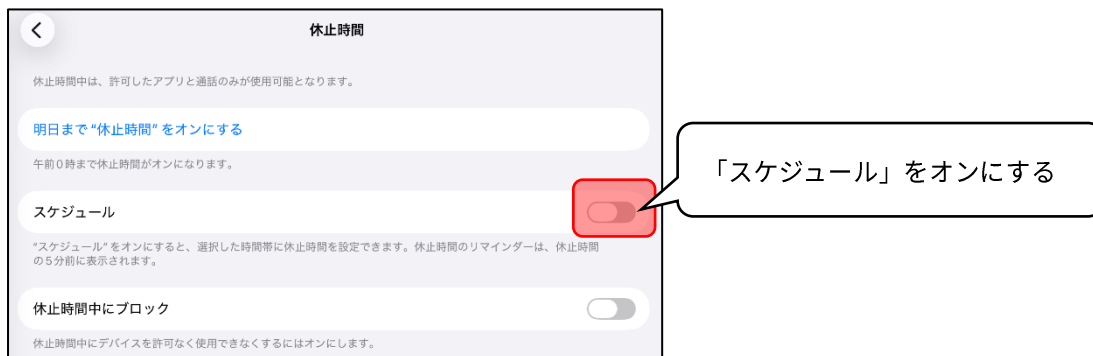 休止時間
休止時間中は、許可したアプリと通話のみが使用可能となります。
明日まで“休止時間”をオンにする
午前0時まで休止時間がオンになります。
スケジュール
「スケジュール」をオンにする
“スケジュール”をオンにすると、選択した時間帯に休止時間を設定できます。休止時間のリマインダーは、休止時間
の5分前に表示されます。
休止時間中にブロック
休止時間中にデバイスを許可なく使用できなくするにはオンにします。